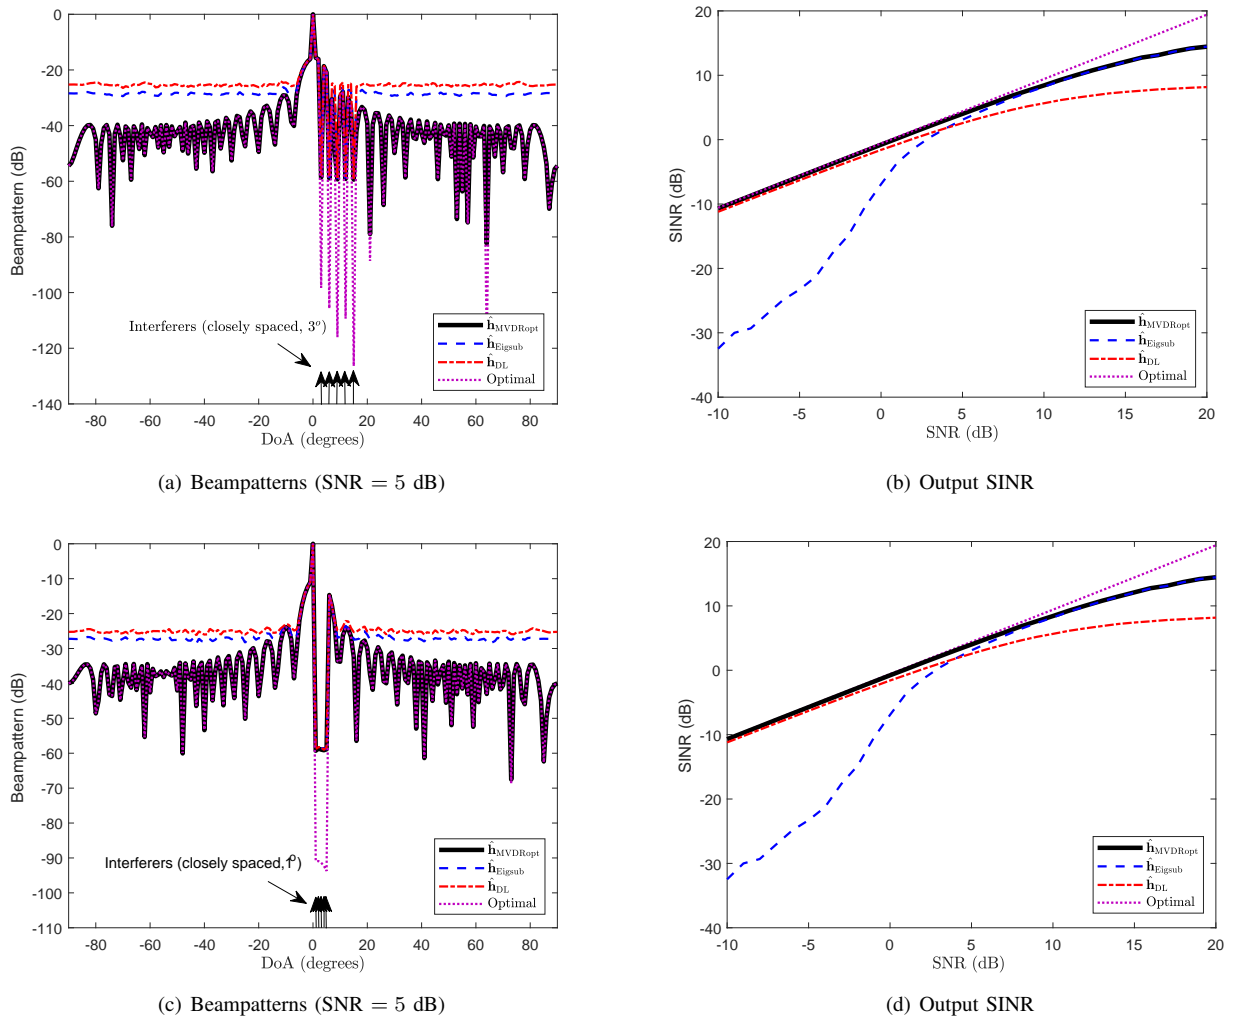 0
-20
-40
-60
-80
-100
-120
-140
Beampattern (dB)
Interferers (closely spaced, 3°)
ĥMVDRopt
ĥEigsub
ĥDL
Optimal
-80 -60 -40 -20 0 20 40 60 80
DoA (degrees)
(a) Beampatterns (SNR = 5 dB)
20
10
0
-10
-20
-30
-40
SINR (dB)
ĥMVDRopt
ĥEigsub
ĥDL
Optimal
-10 -5 0 5 10 15 20
SNR (dB)
(b) Output SINR
0
-10
-20
-30
-40
-50
-60
-70
-80
-90
-100
-110
Beampattern (dB)
Interferers (closely spaced,1°)
ĥMVDRopt
ĥEigsub
ĥDL
Optimal
-80 -60 -40 -20 0 20 40 60 80
DoA (degrees)
(c) Beampatterns (SNR = 5 dB)
20
10
0
-10
-20
-30
-40
SINR (dB)
ĥMVDRopt
ĥEigsub
ĥDL
Optimal
-10 -5 0 5 10 15 20
SNR (dB)
(d) Output SINR